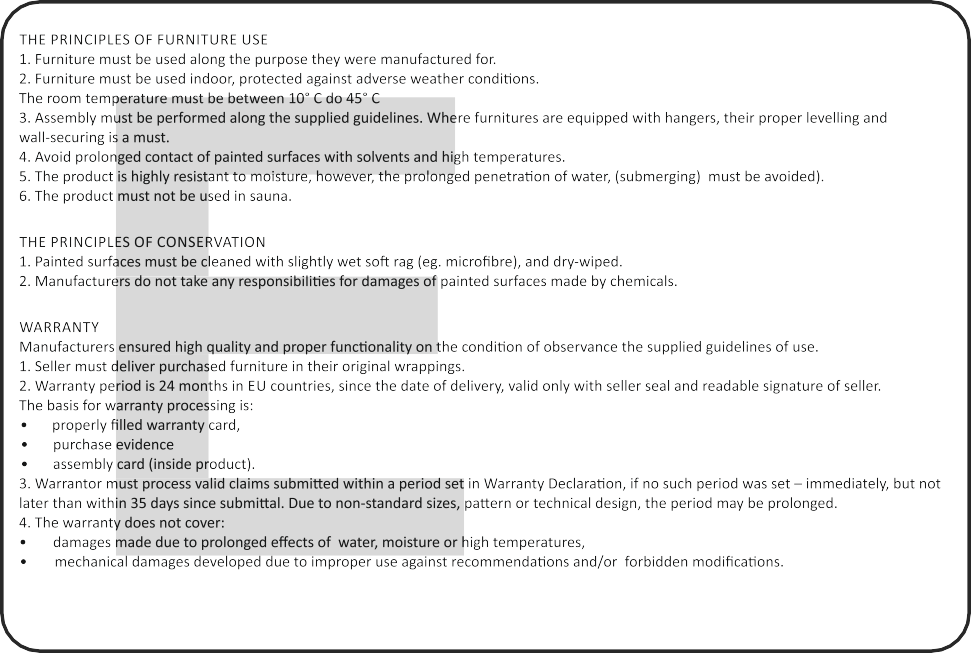 THE PRINCIPLES OF FURNITURE USE
1. Furniture must be used along the purpose they were manufactured for.
2. Furniture must be used indoor, protected against adverse weather conditions.
The room temperature must be between 10° C do 45° C
3. Assembly must be performed along the supplied guidelines. Where furnitures are equipped with hangers, their proper levelling and
wall-securing is a must.
4. Avoid prolonged contact of painted surfaces with solvents and high temperatures.
5. The product is highly resistant to moisture, however, the prolonged penetration of water, (submerging)  must be avoided).
6. The product must not be used in sauna.
THE PRINCIPLES OF CONSERVATION
1. Painted surfaces must be cleaned with slightly wet soft rag (eg. microfibre), and dry-wiped.
2. Manufacturers do not take any responsibilities for damages of painted surfaces made by chemicals.
WARRANTY
Manufacturers ensured high quality and proper functionality on the condition of observance the supplied guidelines of use.
1. Seller must deliver purchased furniture in their original wrappings.
2. Warranty period is 24 months in EU countries, since the date of delivery, valid only with seller seal and readable signature of seller.
The basis for warranty processing is:
• properly filled warranty card,
• purchase evidence
• assembly card (inside product).
3. Warrantor must process valid claims submitted within a period set in Warranty Declaration, if no such period was set – immediately, but not
later than within 35 days since submittal. Due to non-standard sizes, pattern or technical design, the period may be prolonged.
4. The warranty does not cover:
• damages made due to prolonged effects of  water, moisture or high temperatures,
• mechanical damages developed due to improper use against recommendations and/or  forbidden modifications.